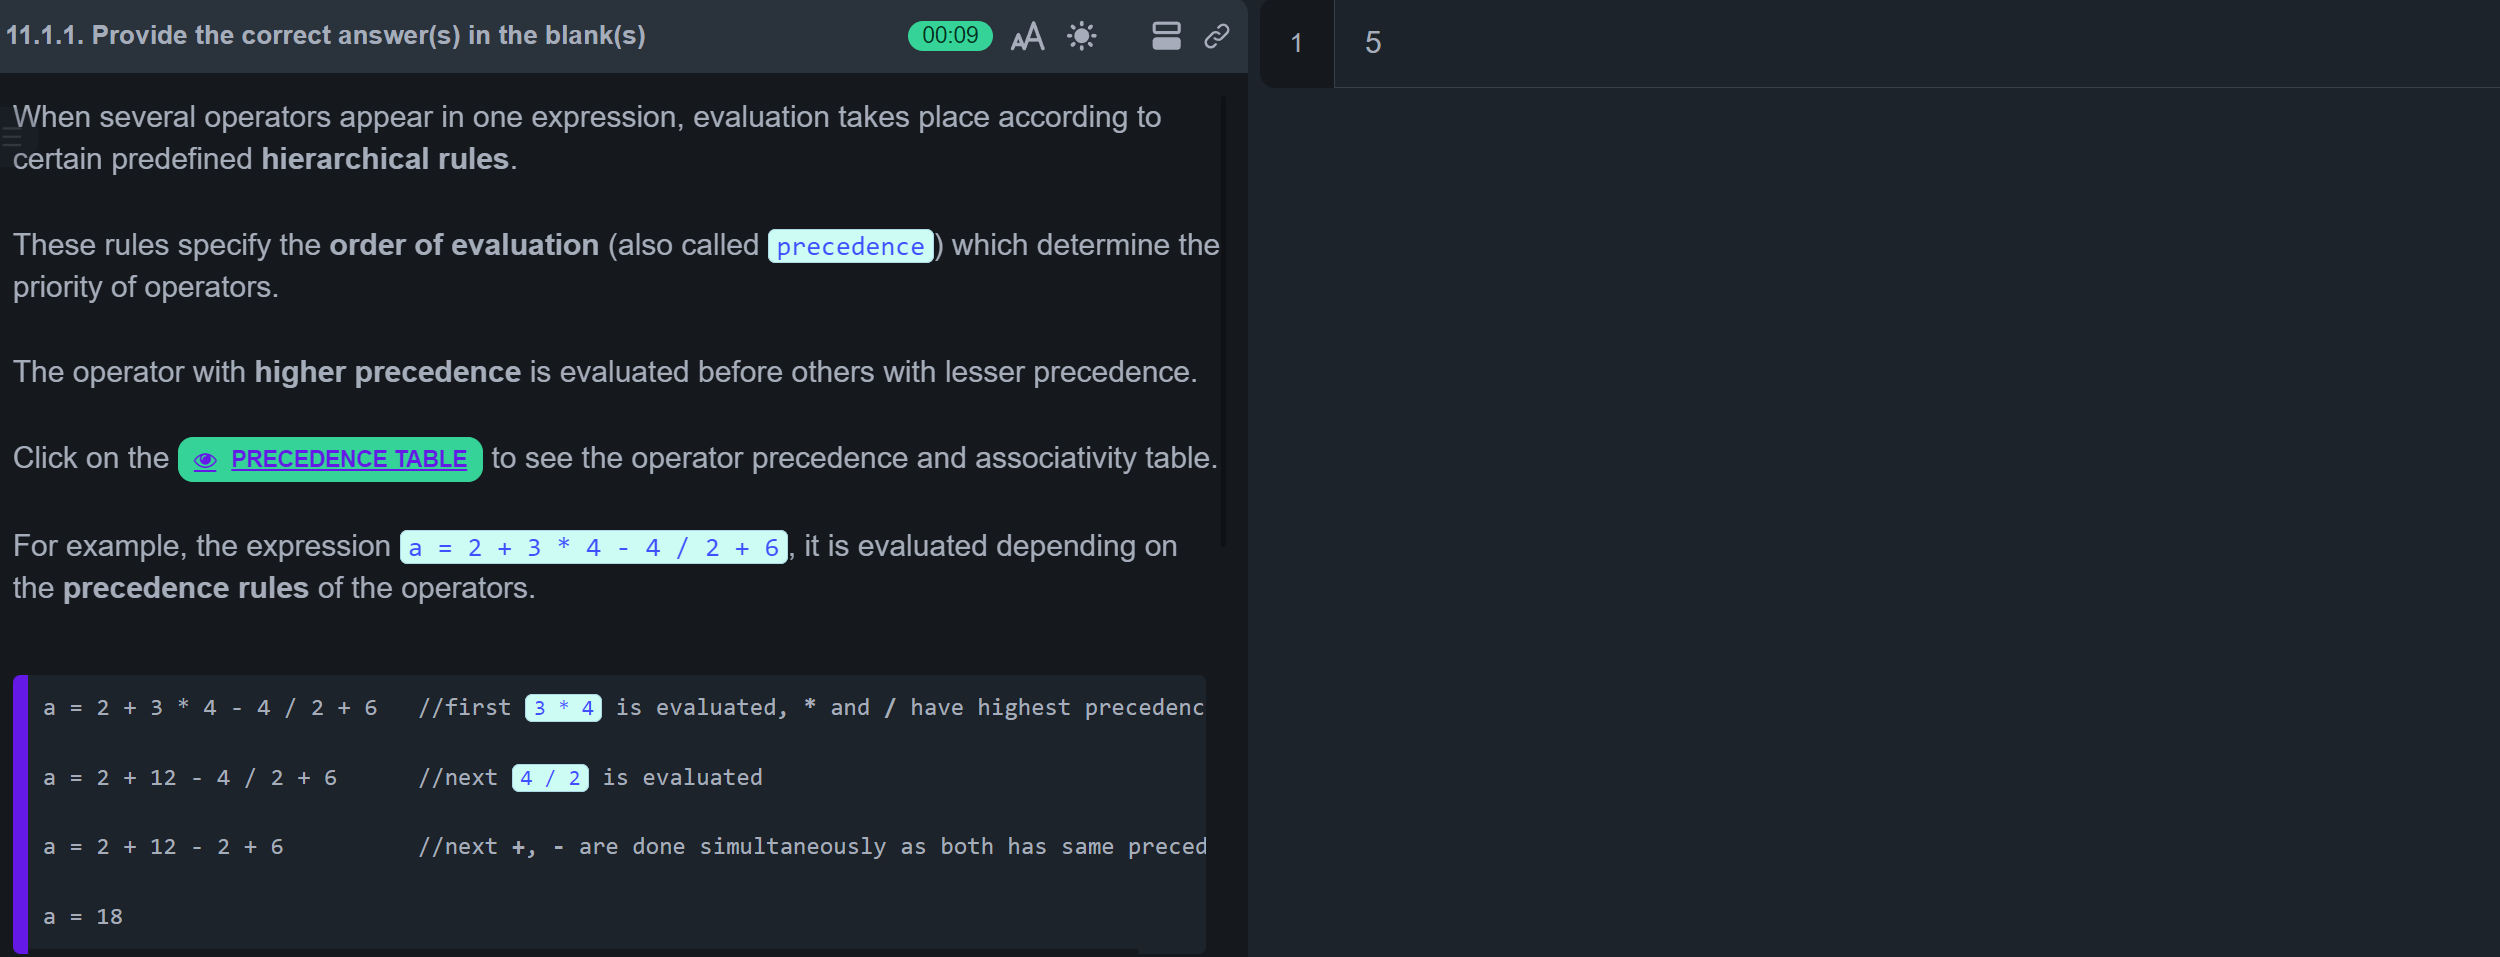 11.1.1. Provide the correct answer(s) in the blank(s)
00:09
When several operators appear in one expression, evaluation takes place according to
certain predefined hierarchical rules.
These rules specify the order of evaluation (also called precedence) which determine the
priority of operators.
The operator with higher precedence is evaluated before others with lesser precedence.
Click on the PRECEDENCE TABLE to see the operator precedence and associativity table.
For example, the expression a = 2 + 3 * 4 - 4 / 2 + 6, it is evaluated depending on
the precedence rules of the operators.
a = 2 + 3 * 4 - 4 / 2 + 6 //first 3 * 4 is evaluated, * and / have highest precedenc
a = 2 + 12 - 4 / 2 + 6 //next 4 / 2 is evaluated
a = 2 + 12 - 2 + 6 //next +, - are done simultaneously as both has same preced
a = 18
1 5